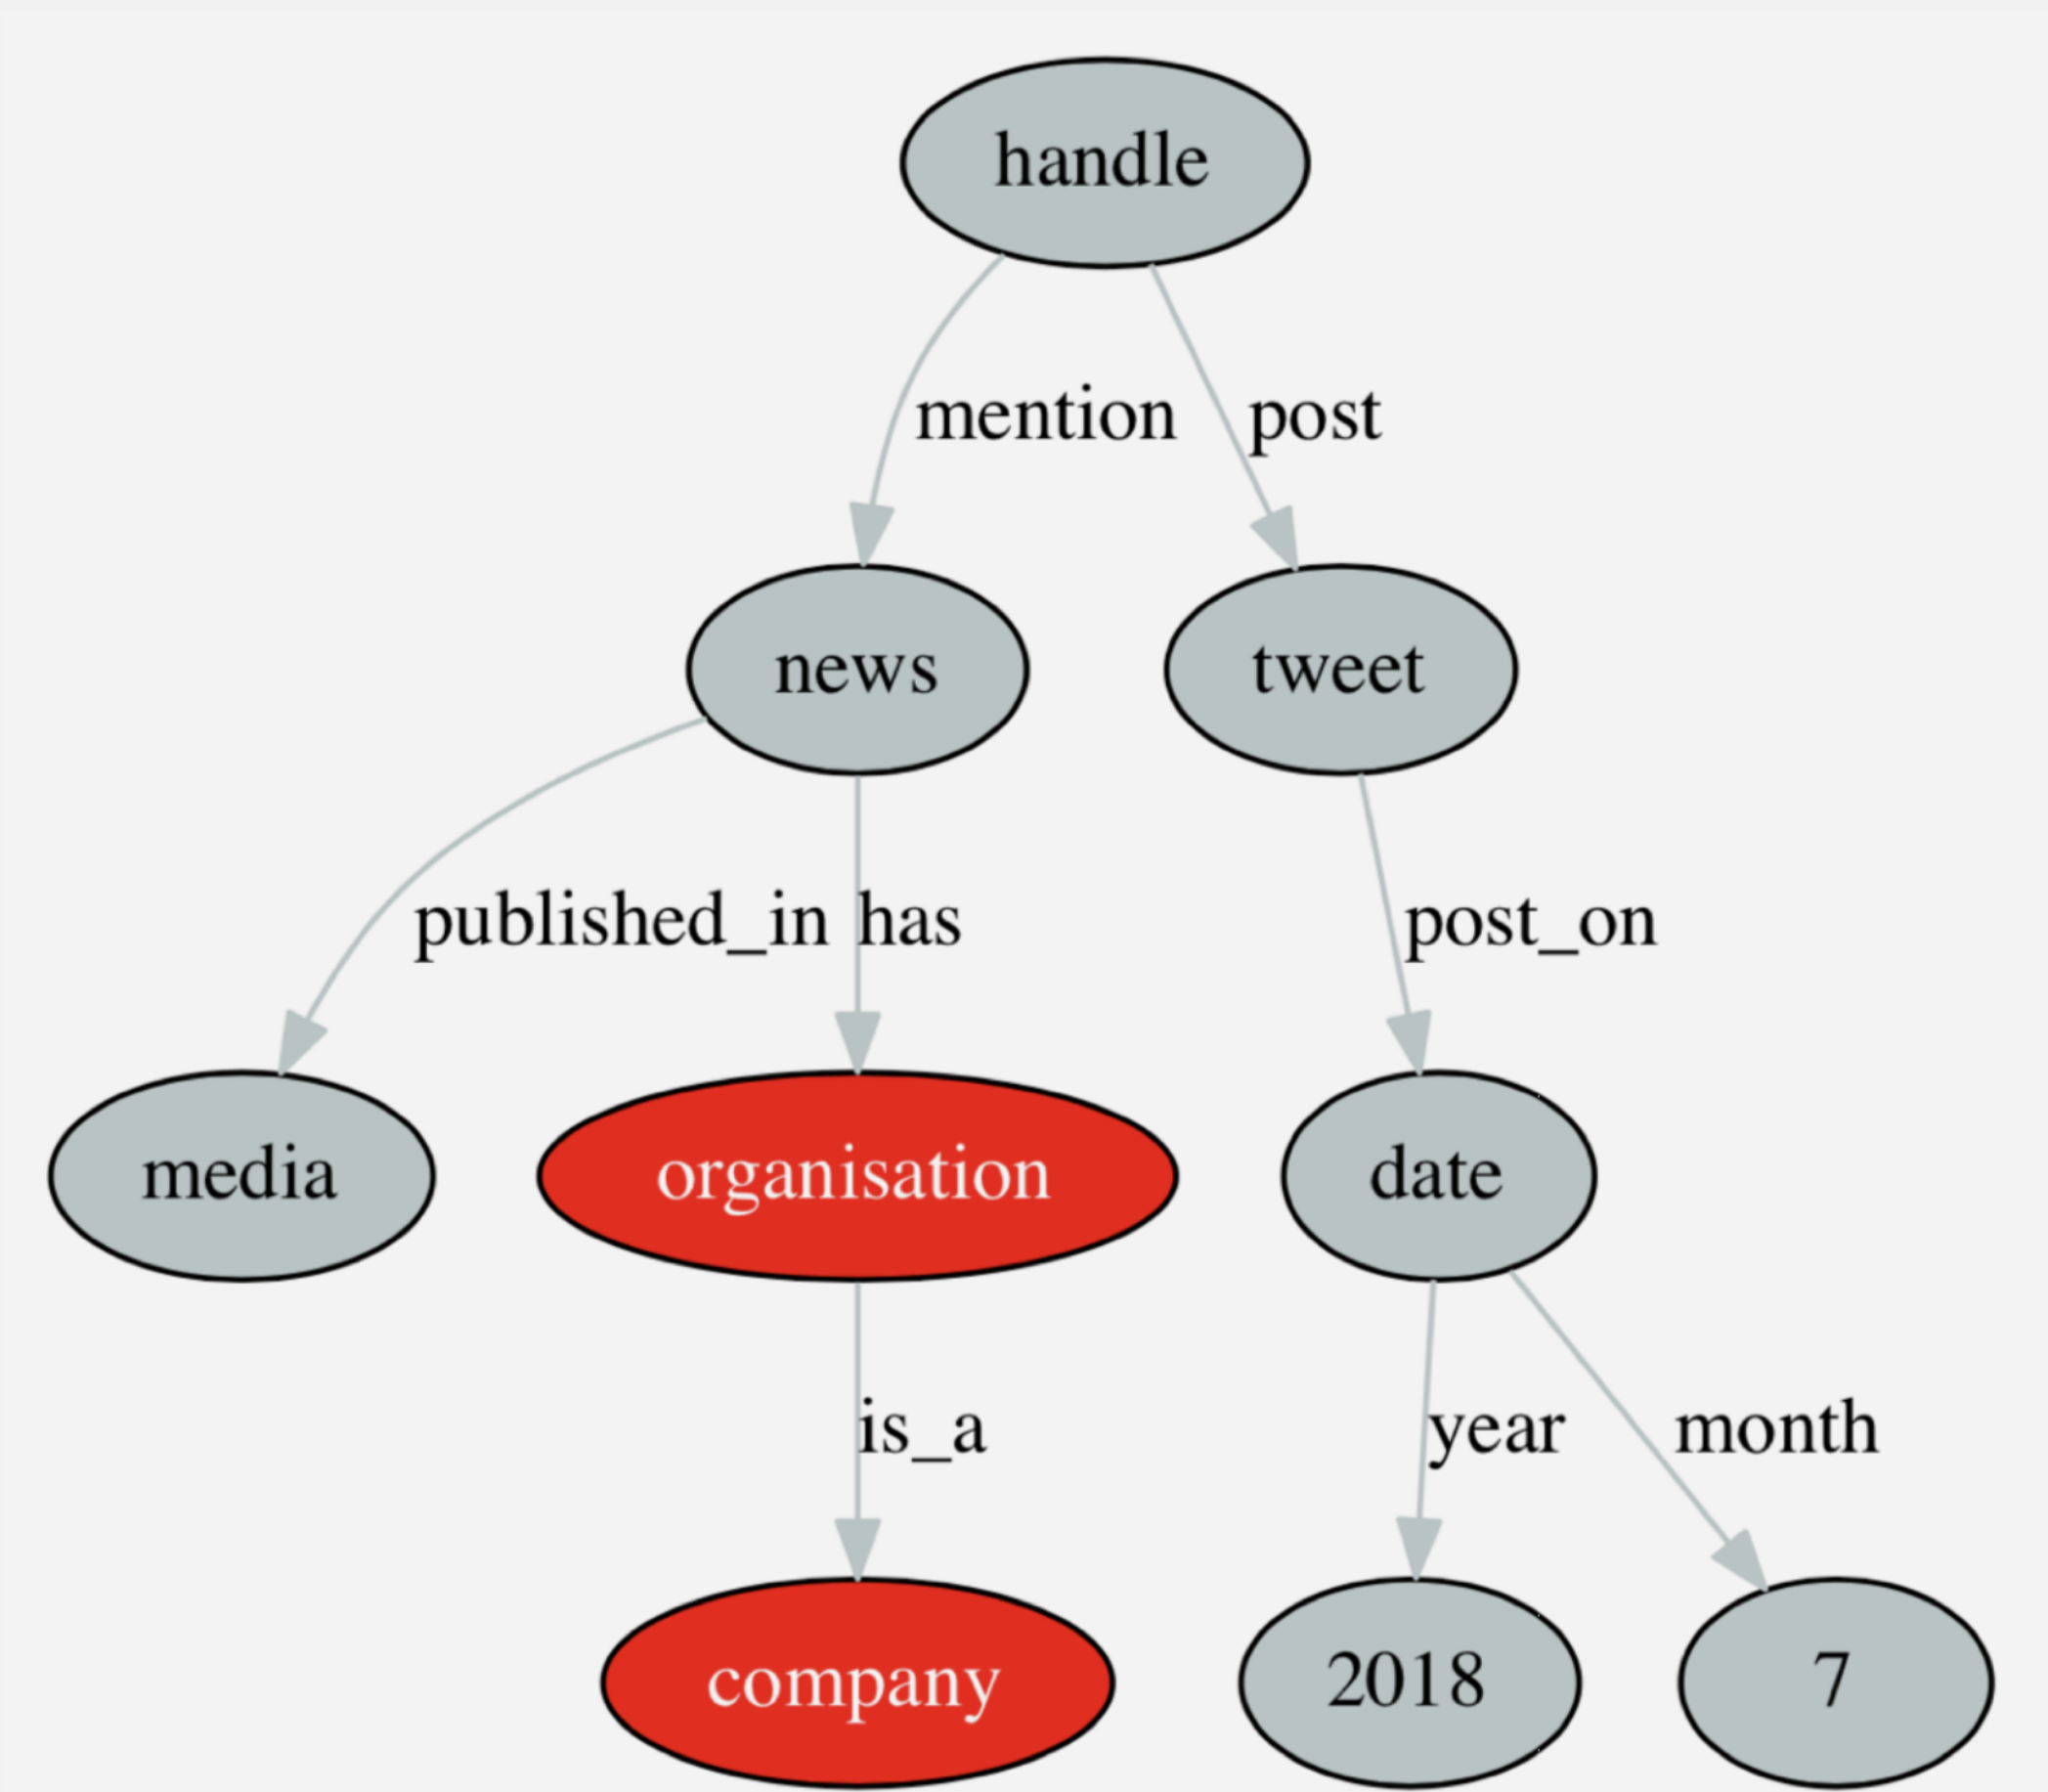 handle
mention
post
news
tweet
published_in
has
post_on
media
organisation
date
is_a
year
month
company
2018
7